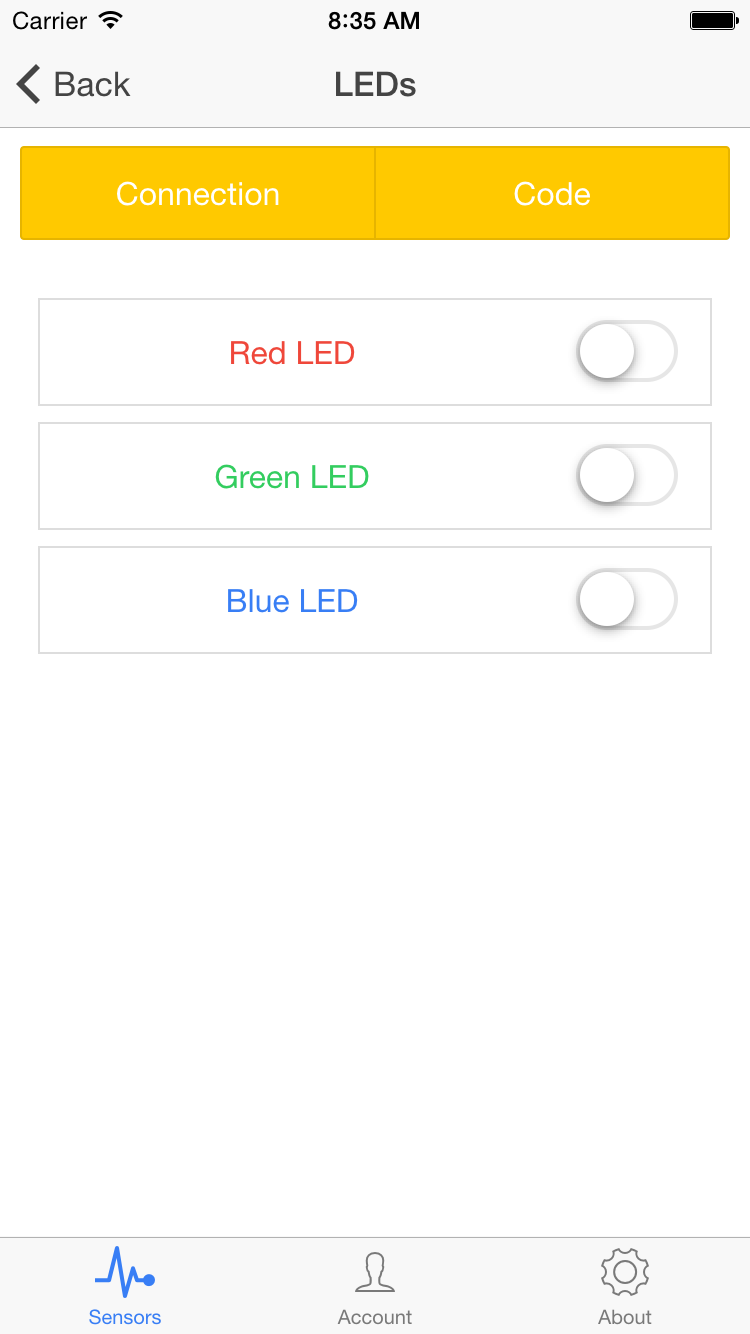 Carrier 8:35 AM
Back LEDs
Connection Code
Red LED
Green LED
Blue LED
Sensors Account About